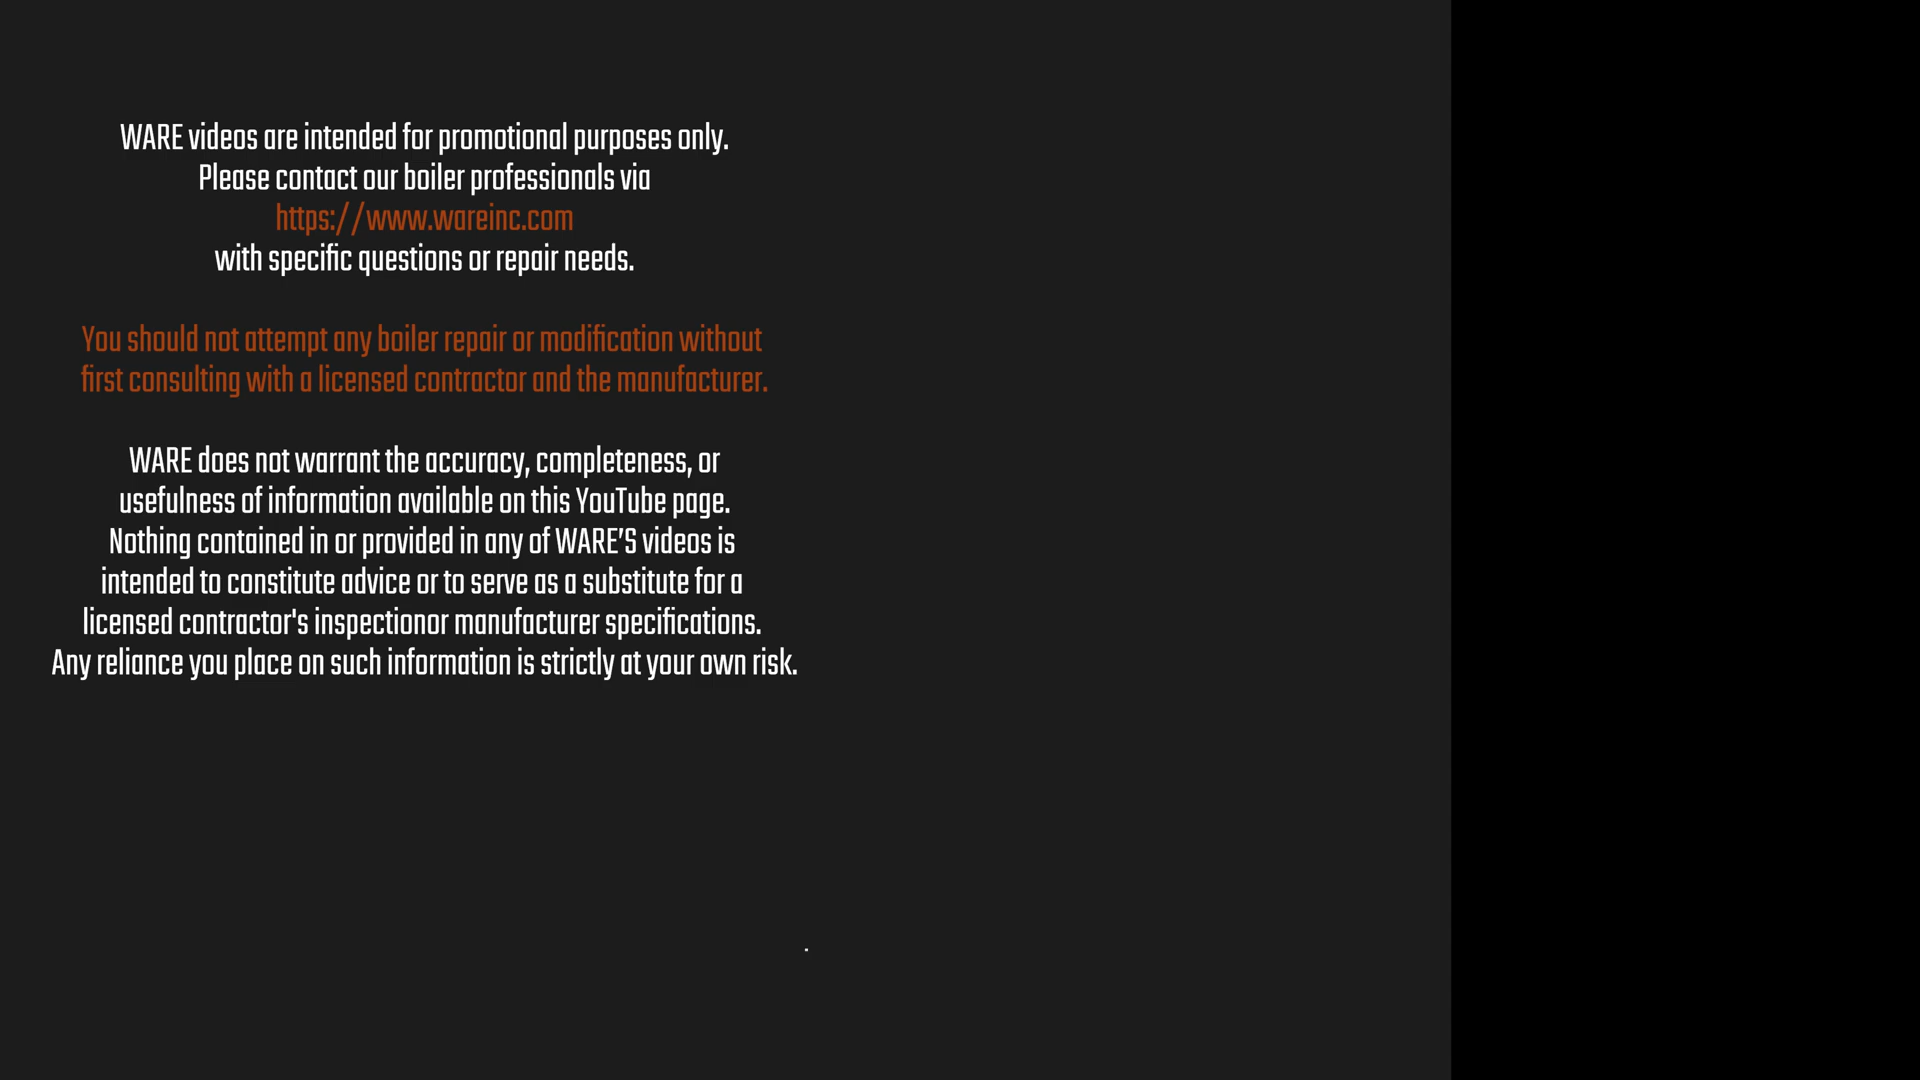 WARE videos are intended for promotional purposes only.
Please contact our boiler professionals via
https://www.wareinc.com
with specific questions or repair needs.
You should not attempt any boiler repair or modification without
first consulting with a licensed contractor and the manufacturer.
WARE does not warrant the accuracy, completeness, or
usefulness of information available on this YouTube page.
Nothing contained in or provided in any of WARE'S videos is
intended to constitute advice or to serve as a substitute for a
licensed contractor's inspectionor manufacturer specifications.
Any reliance you place on such information is strictly at your own risk.
.